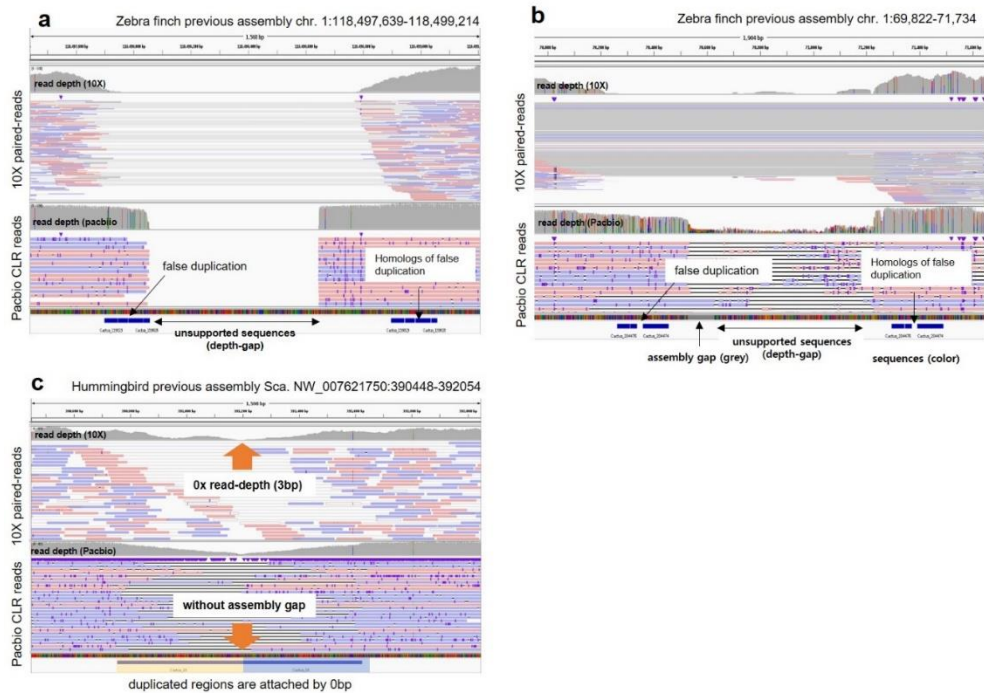 a
Zebra finch previous assembly chr. 1:118,497,639-118,499,214
read depth (10X)
10X paired-reads
read depth (pacbio
Pacbio CLR reads
false duplication
Homologs of false
duplication
unsupported sequences
(depth-gap)
b
Zebra finch previous assembly chr. 1:69,822-71,734
read depth (10X)
10X paired-reads
read depth (Pacbio)
Pacbio CLR reads
false duplication
Homologs of false
duplication
unsupported sequences
(depth-gap)
assembly gap (grey)
sequences (color)
c
Hummingbird previous assembly Sca. NW_007621750:390448-392054
read depth (10X)
10X paired-reads
0x read-depth (3bp)
read depth (Pacbio)
Pacbio CLR reads
without assembly gap
duplicated regions are attached by 0bp